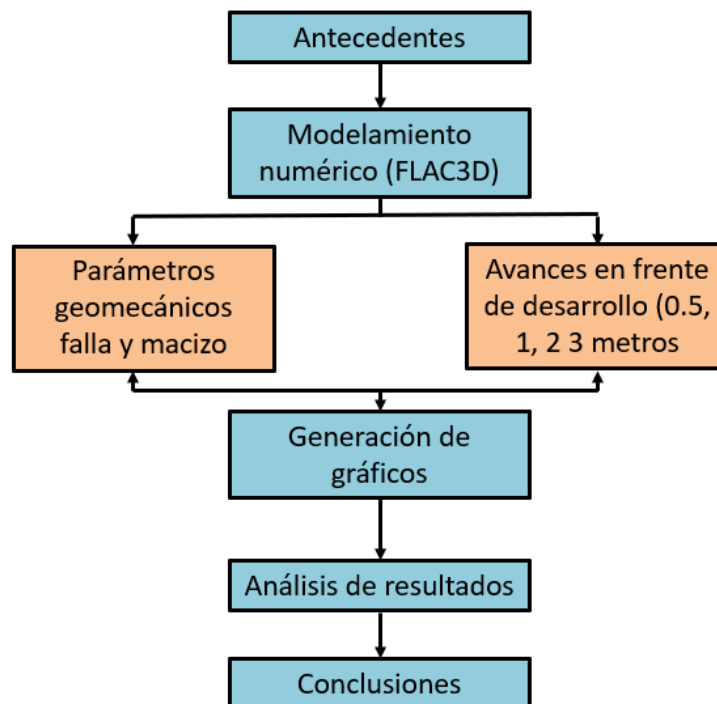 Antecedentes
Modelamiento
numérico (FLAC3D)
Parámetros
geomecánicos
falla y macizo
Avances en frente
de desarrollo (0.5,
1, 2 3 metros
Generación de
gráficos
Análisis de resultados
Conclusiones